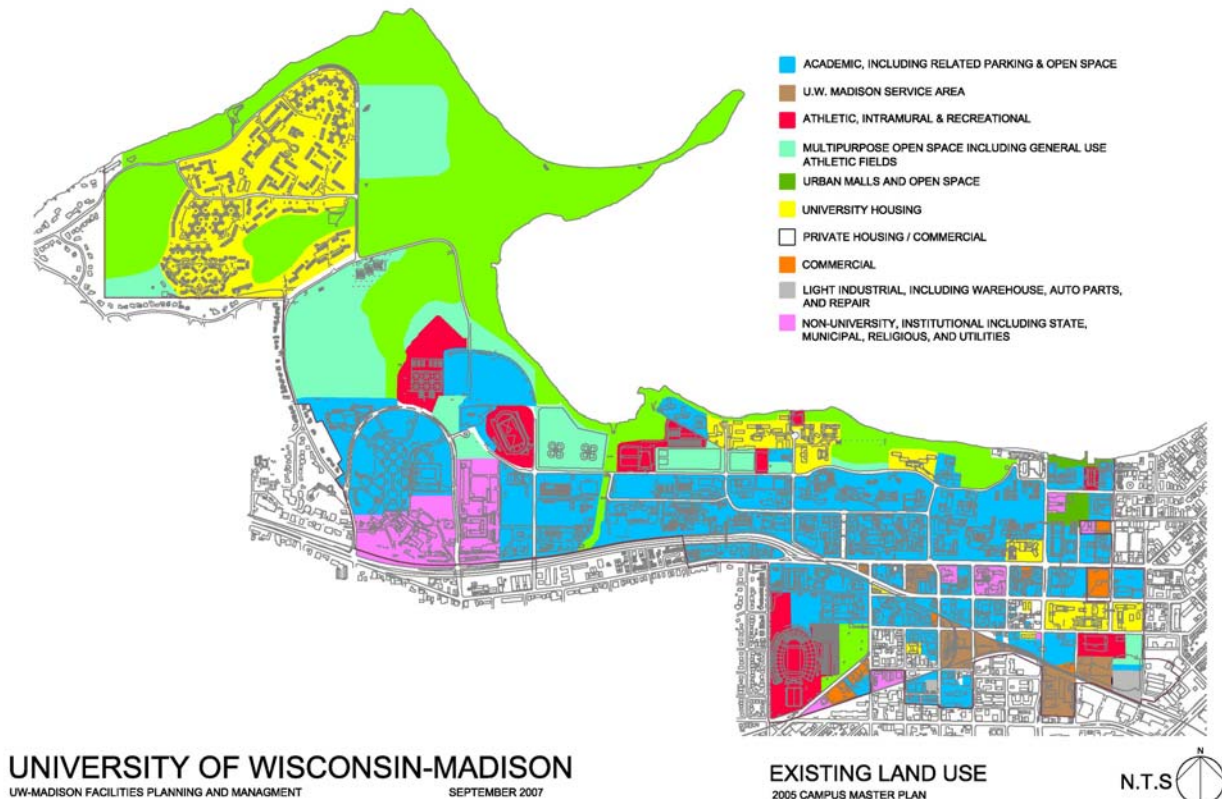 ACADEMIC, INCLUDING RELATED PARKING & OPEN SPACE
U.W. MADISON SERVICE AREA
ATHLETIC, INTRAMURAL & RECREATIONAL
MULTIPURPOSE OPEN SPACE INCLUDING GENERAL USE
ATHLETIC FIELDS
URBAN MALLS AND OPEN SPACE
UNIVERSITY HOUSING
PRIVATE HOUSING / COMMERCIAL
COMMERCIAL
LIGHT INDUSTRIAL, INCLUDING WAREHOUSE, AUTO PARTS,
AND REPAIR
NON-UNIVERSITY, INSTITUTIONAL INCLUDING STATE,
MUNICIPAL, RELIGIOUS, AND UTILITIES
UNIVERSITY OF WISCONSIN-MADISON
UW-MADISON FACILITIES PLANNING AND MANAGMENT SEPTEMBER 2007
EXISTING LAND USE
2005 CAMPUS MASTER PLAN
N.T.S
N